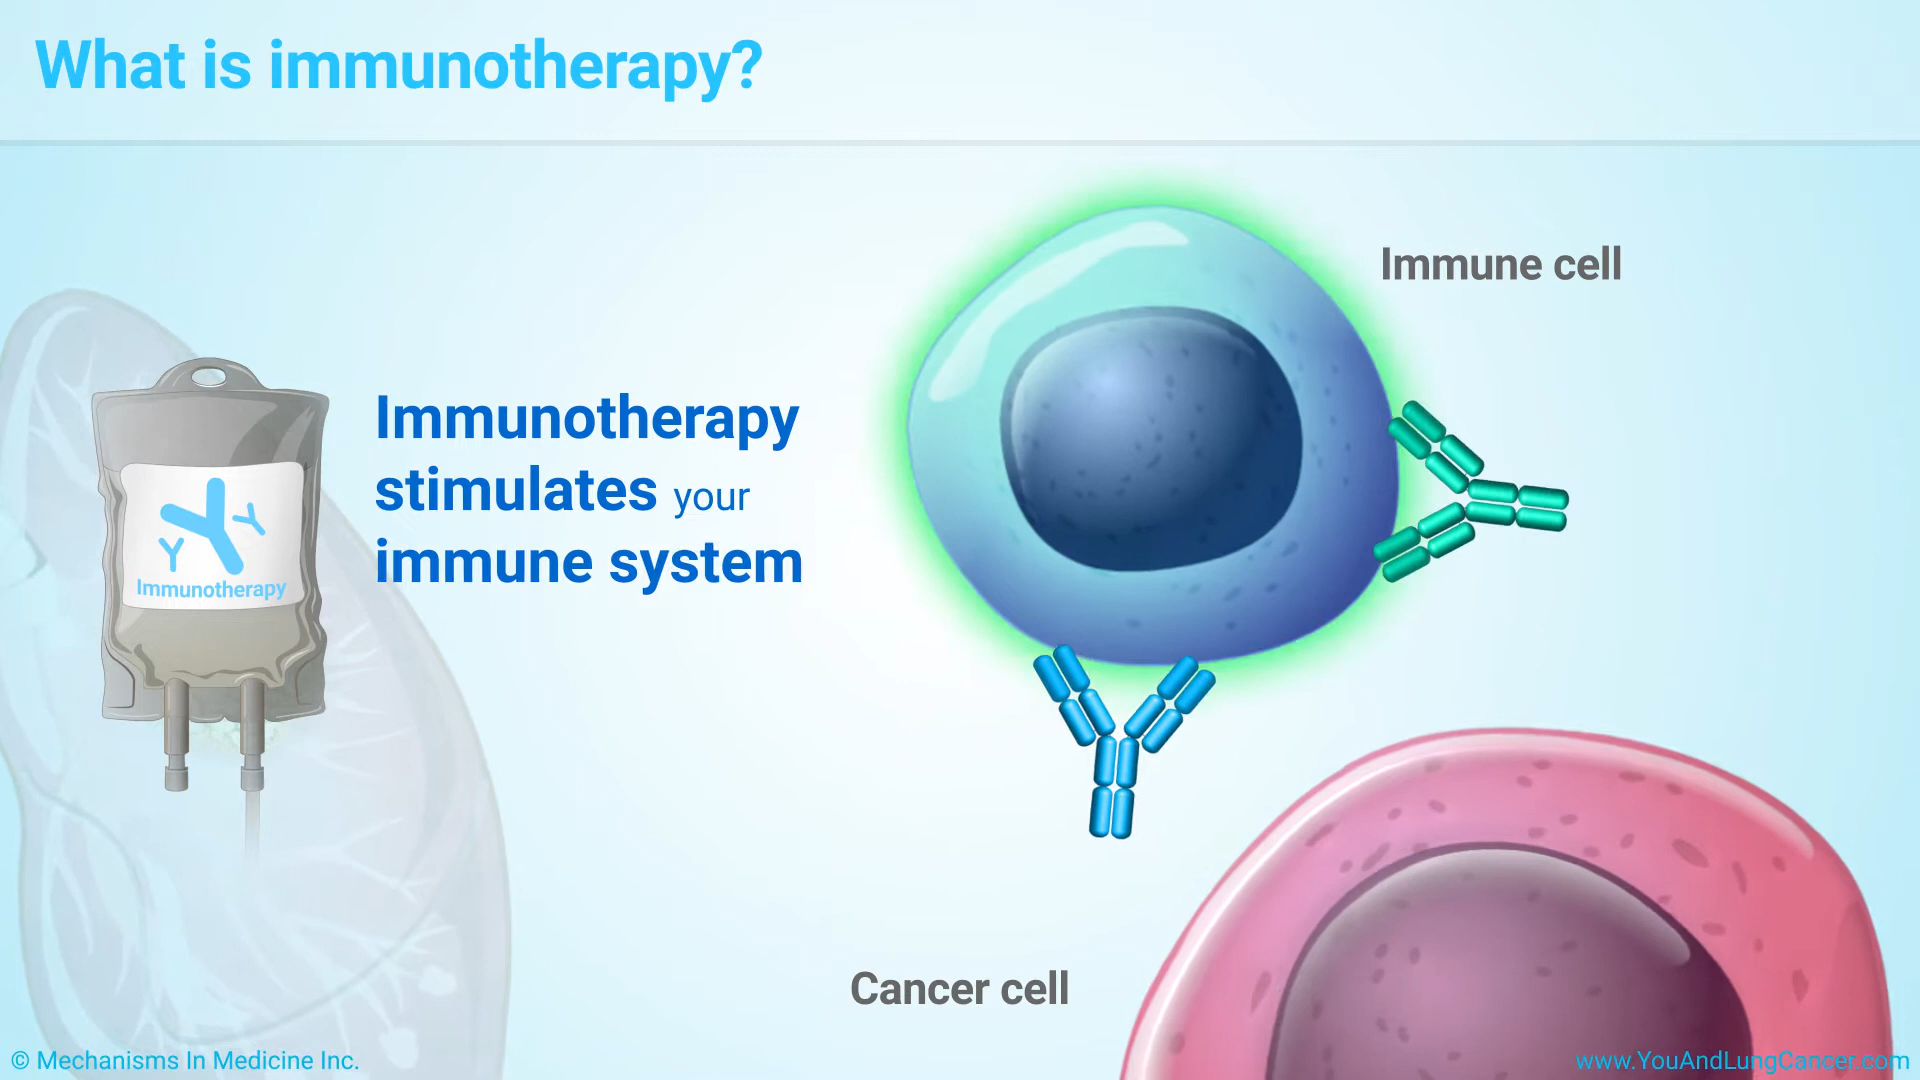 What is immunotherapy?
Immune cell
Immunotherapy
stimulates your
immune system
Immunotherapy
Cancer cell
© Mechanisms In Medicine Inc.
www.YouAndLungCancer.com